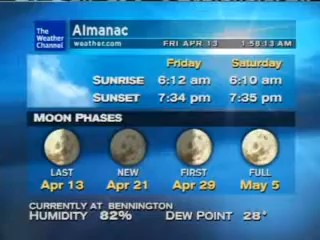 The
Weather
Channel
Almanac
weather.com
FRI APR 13 1:58:13 AM
Friday Saturday
SUNRISE 6:12 am 6:10 am
SUNSET 7:34 pm 7:35 pm
MOON PHASES
LAST NEW FIRST FULL
Apr 13 Apr 21 Apr 29 May 5
CURRENTLY AT BENNINGTON
HUMIDITY 82% DEW POINT 28°